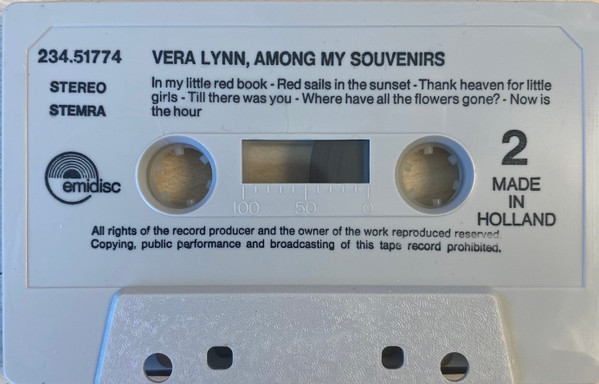 234.51774 VERA LYNN, AMONG MY SOUVENIRS
STEREO In my little red book - Red sails in the sunset - Thank heaven for little
girls - Till there was you - Where have all the flowers gone? - Now is
STEMRA the hour
emidisc
2
MADE
IN
HOLLAND
100 50 0
All rights of the record producer and the owner of the work reproduced reserved.
Copying, public performance and broadcasting of this tape record prohibited.